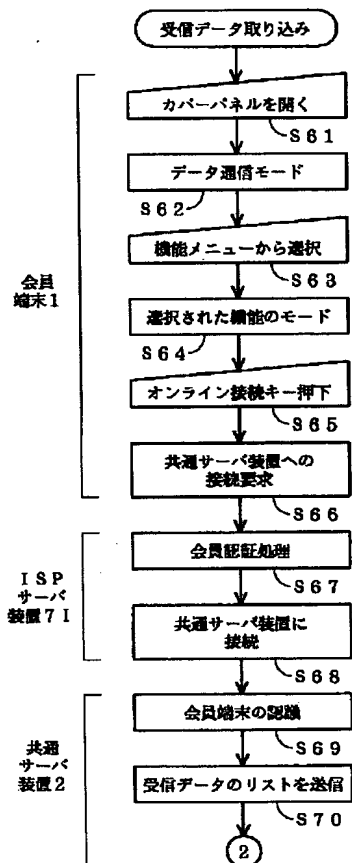 受信データ取り込み
カバーパネルを開く
S61
データ通信モード
S62
機能メニューから選択
S63
会員
端末1
選択された機能のモード
S64
オンライン接続キー押下
S65
共通サーバ装置への
接続要求
S66
会員認証処理
S67
ISP
サーバ
装置7I
共通サーバ装置に
接続
S68
会員端末の認識
S69
共通
サーバ
装置2
受信データのリストを送信
S70
2